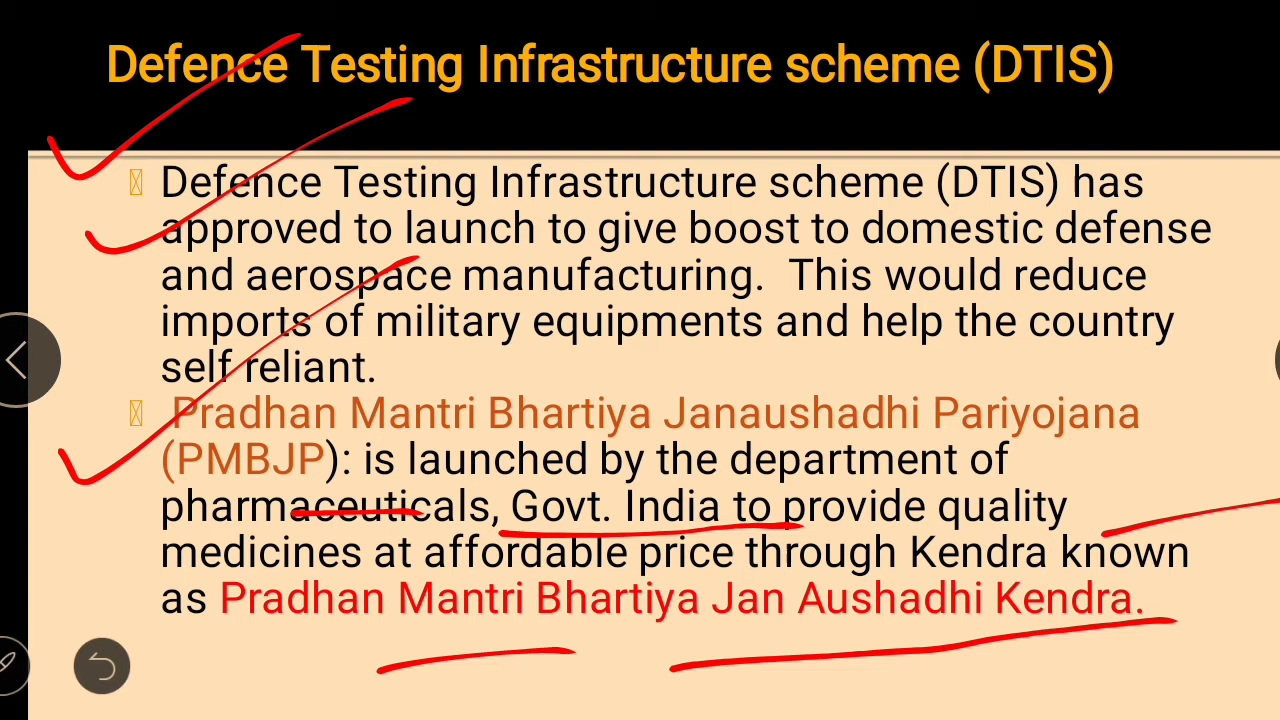 Defence Testing Infrastructure scheme (DTIS)
Defence Testing Infrastructure scheme (DTIS) has
approved to launch to give boost to domestic defense
and aerospace manufacturing.  This would reduce
imports of military equipments and help the country
self reliant.
Pradhan Mantri Bhartiya Janaushadhi Pariyojana
(PMBJP): is launched by the department of
pharmaceuticals, Govt. India to provide quality
medicines at affordable price through Kendra known
as Pradhan Mantri Bhartiya Jan Aushadhi Kendra.